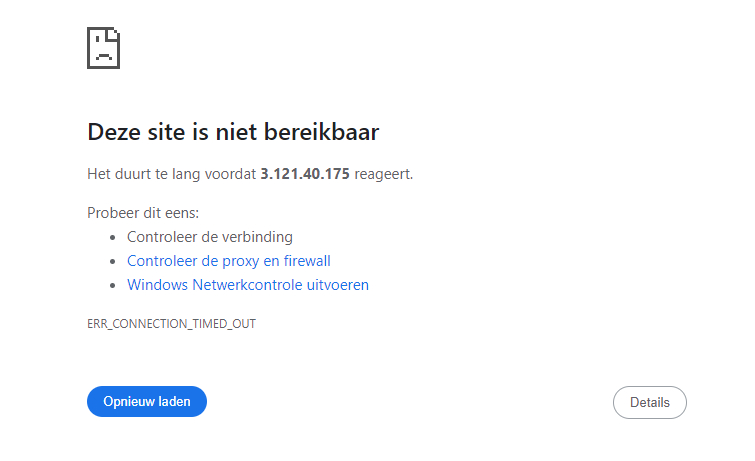 Deze site is niet bereikbaar
Het duurt te lang voordat 3.121.40.175 reageert.
Probeer dit eens:
Controleer de verbinding
Controleer de proxy en firewall
Windows Netwerkcontrole uitvoeren
ERR_CONNECTION_TIMED_OUT
Opnieuw laden
Details